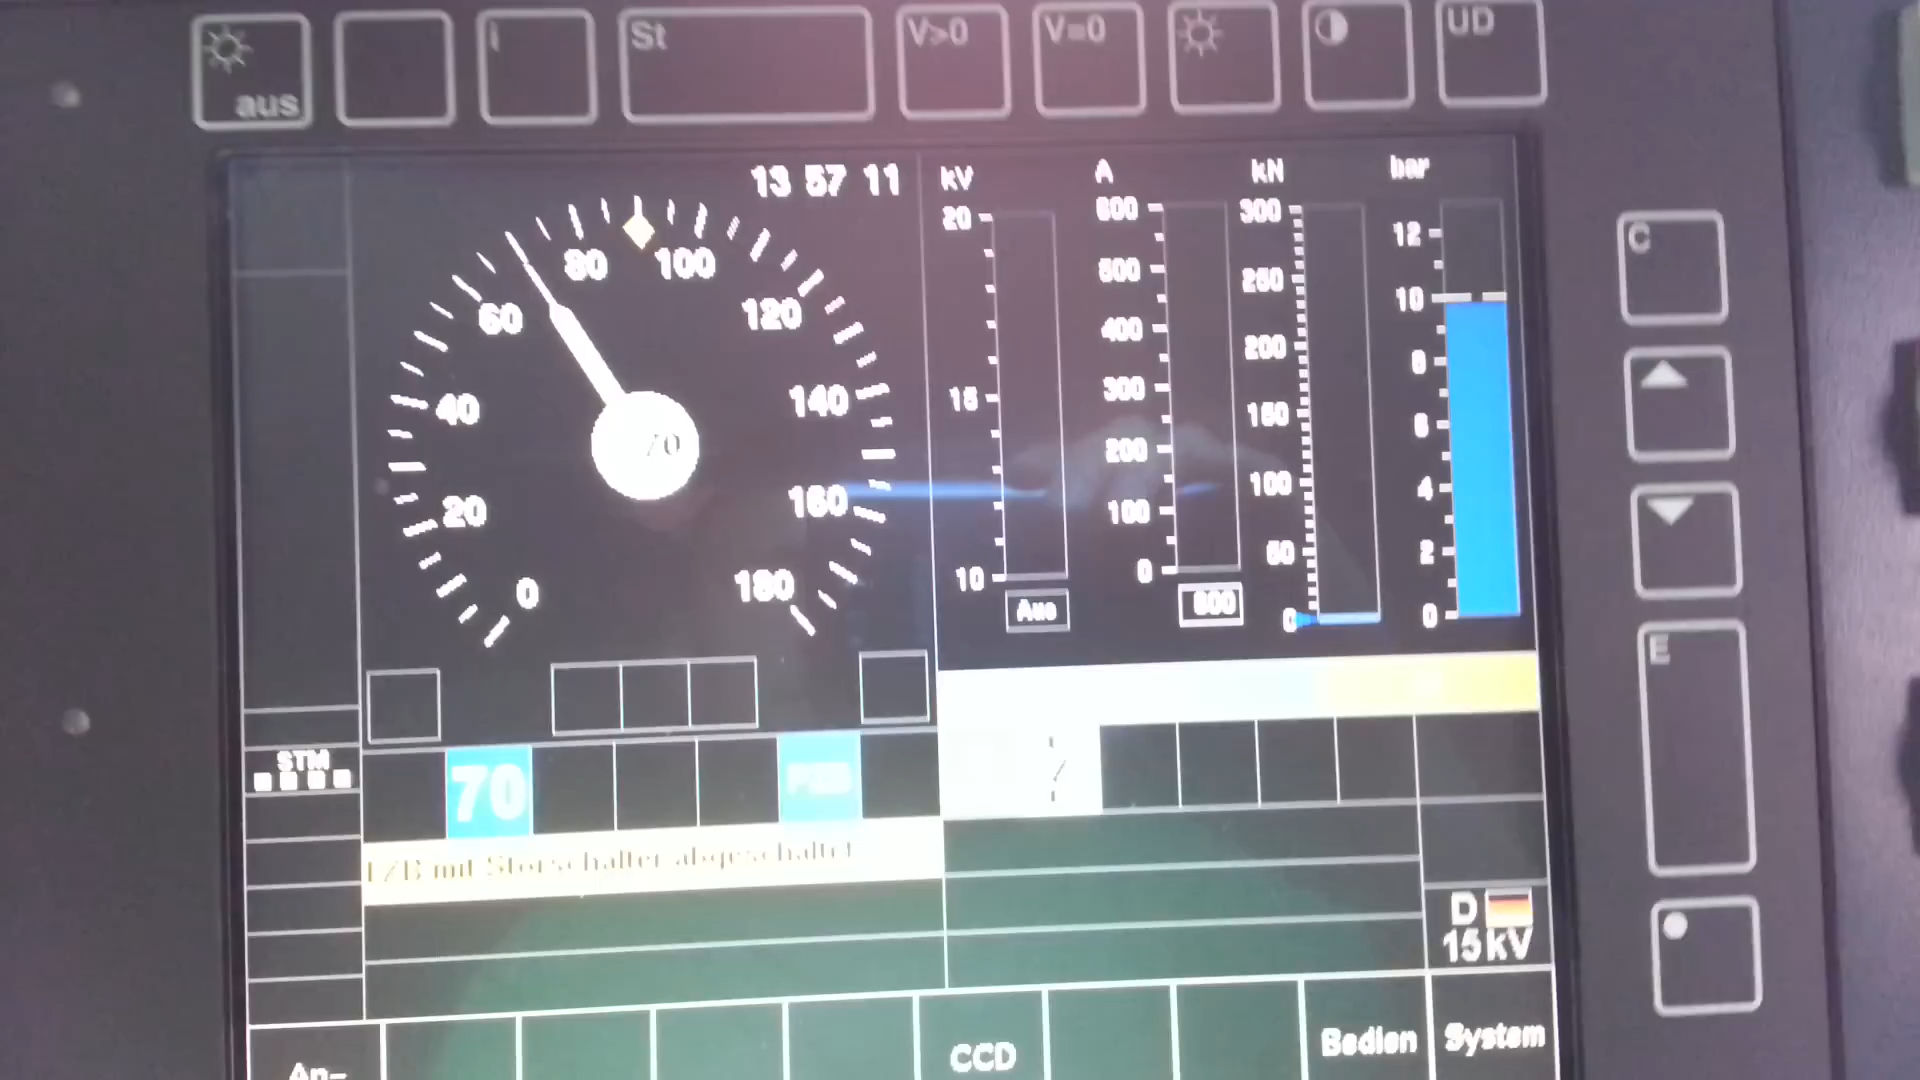 aus
i
St
V>0
V=0
UD
13 57 11
kV
A
kN
bar
20
15
10
Aus
600
500
400
300
200
100
0
600
300
250
200
150
100
50
0
12
10
8
6
4
2
0
0
20
40
60
80
100
120
140
160
180
70
C
E
STM
70
PZB
LZB mit Störschalter abgeschaltet
D
15kV
An-
CCD
Bedien
System